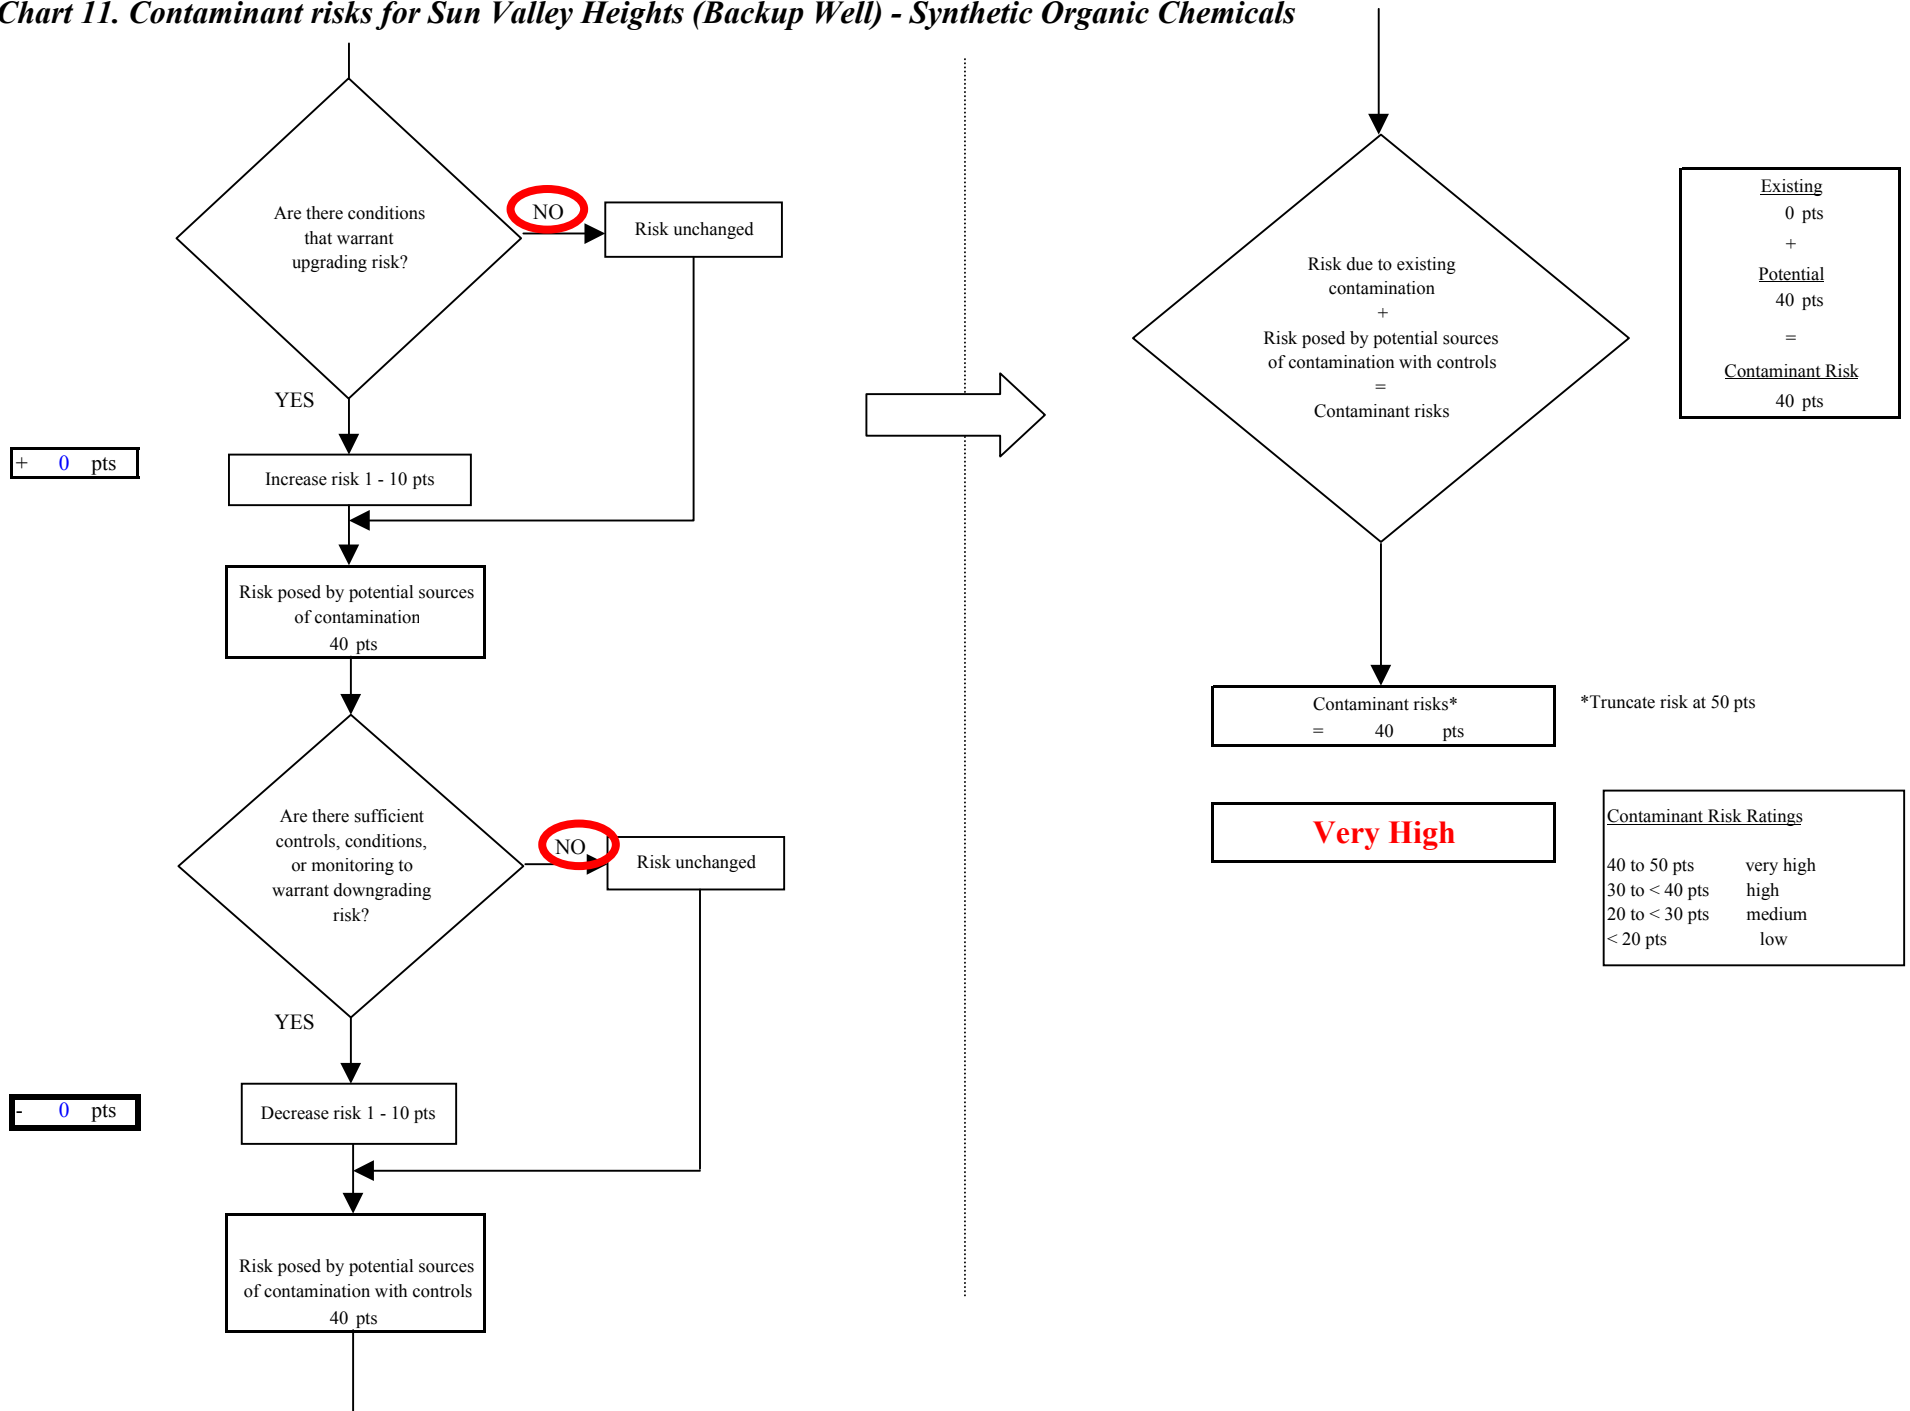 Chart 11. Contaminant risks for Sun Valley Heights (Backup Well) - Synthetic Organic Chemicals
Are there conditions
that warrant
upgrading risk?
NO
Risk unchanged
YES
+ 0 pts
Increase risk 1 - 10 pts
Risk posed by potential sources
of contamination
40 pts
Are there sufficient
controls, conditions,
or monitoring to
warrant downgrading
risk?
NO
Risk unchanged
YES
- 0 pts
Decrease risk 1 - 10 pts
Risk posed by potential sources
of contamination with controls
40 pts
Risk due to existing
contamination
+
Risk posed by potential sources
of contamination with controls
=
Contaminant risks
Existing
0 pts
+
Potential
40 pts
=
Contaminant Risk
40 pts
Contaminant risks*
= 40 pts
*Truncate risk at 50 pts
Very High
Contaminant Risk Ratings
40 to 50 pts very high
30 to < 40 pts high
20 to < 30 pts medium
< 20 pts low